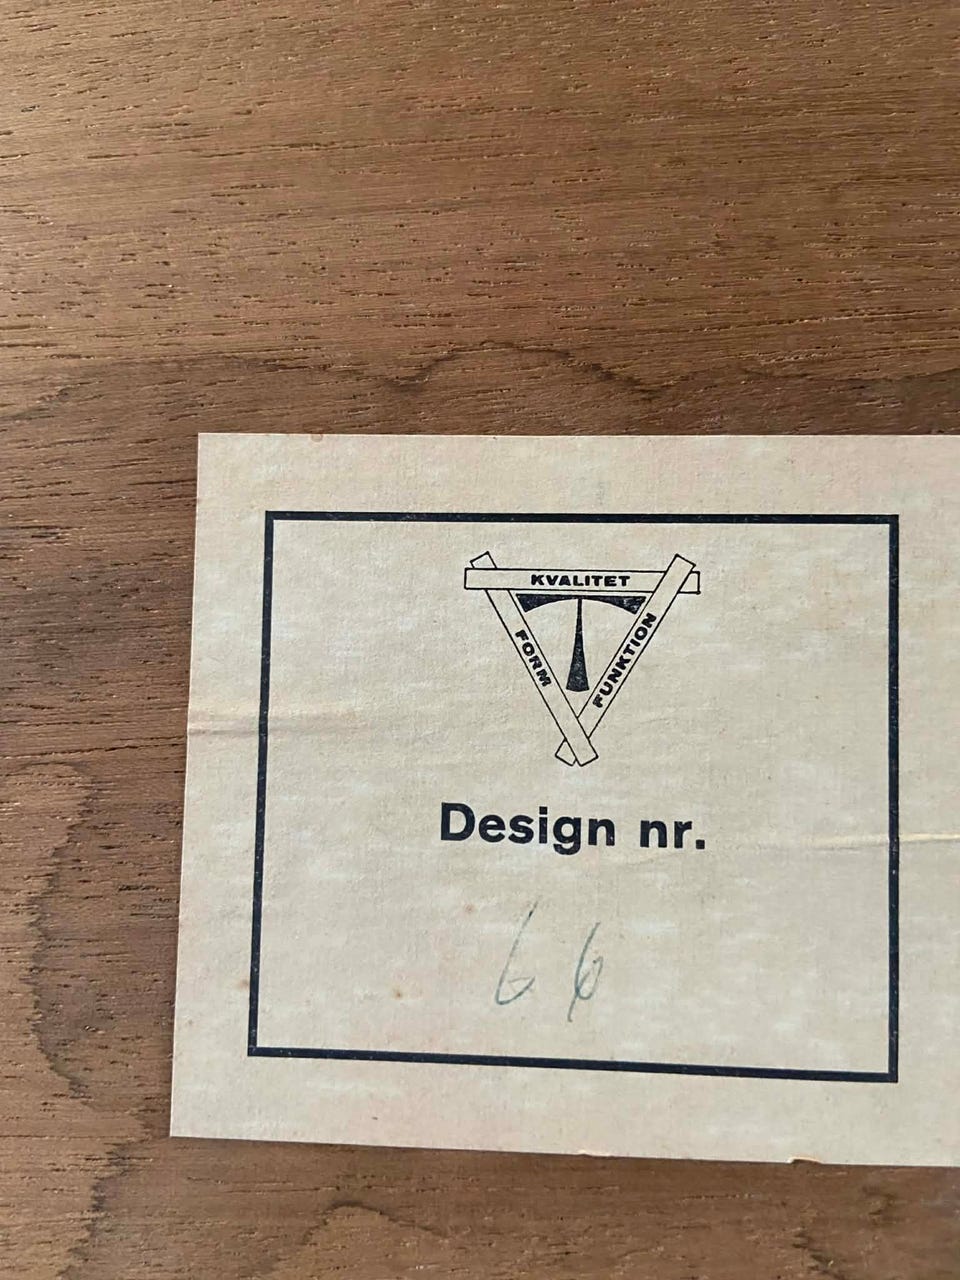 KVALITET
FORM
FUNKTION
Design nr.
66